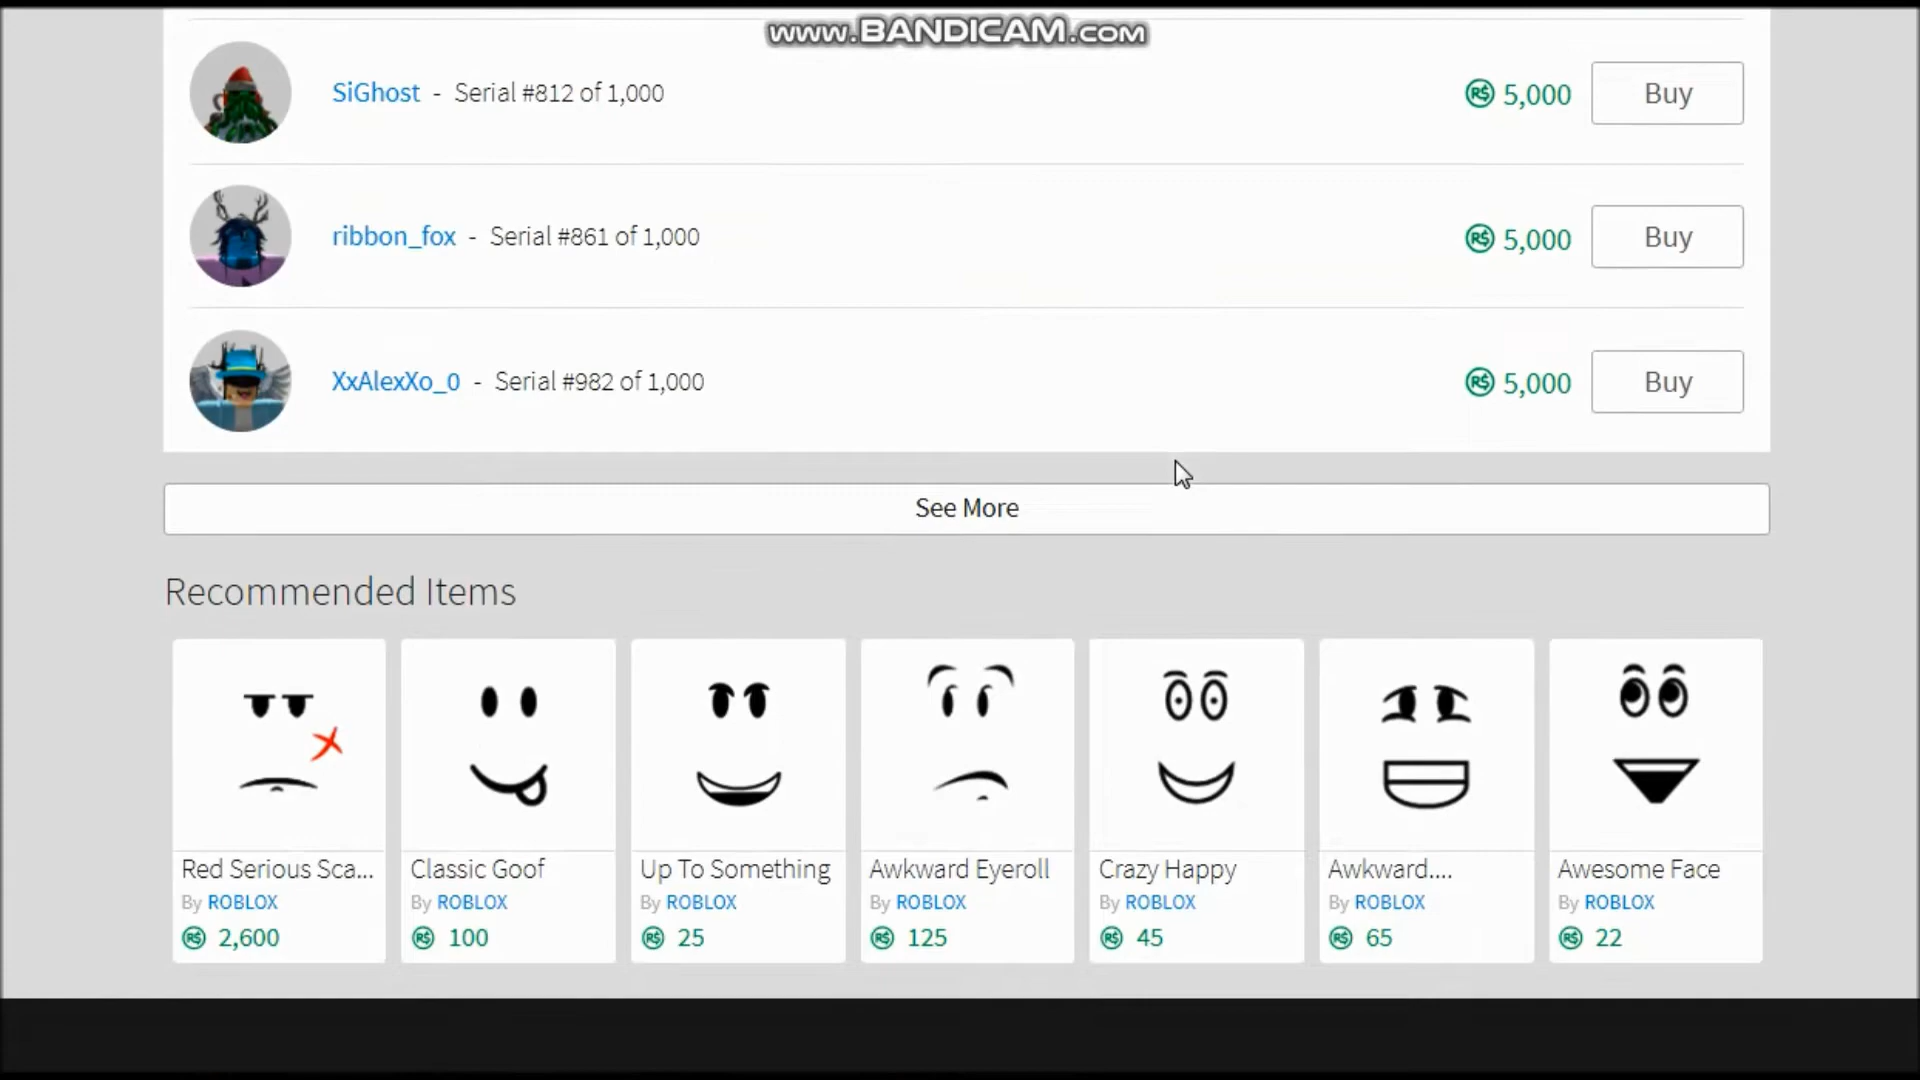 www.BANDICAM.com
SiGhost - Serial #812 of 1,000 R$ 5,000 Buy
ribbon_fox - Serial #861 of 1,000 R$ 5,000 Buy
XxAlexXo_0 - Serial #982 of 1,000 R$ 5,000 Buy
See More
Recommended Items
Red Serious Sca... Classic Goof Up To Something Awkward Eyeroll Crazy Happy Awkward.... Awesome Face
By ROBLOX By ROBLOX By ROBLOX By ROBLOX By ROBLOX By ROBLOX By ROBLOX
R$ 2,600 R$ 100 R$ 25 R$ 125 R$ 45 R$ 65 R$ 22